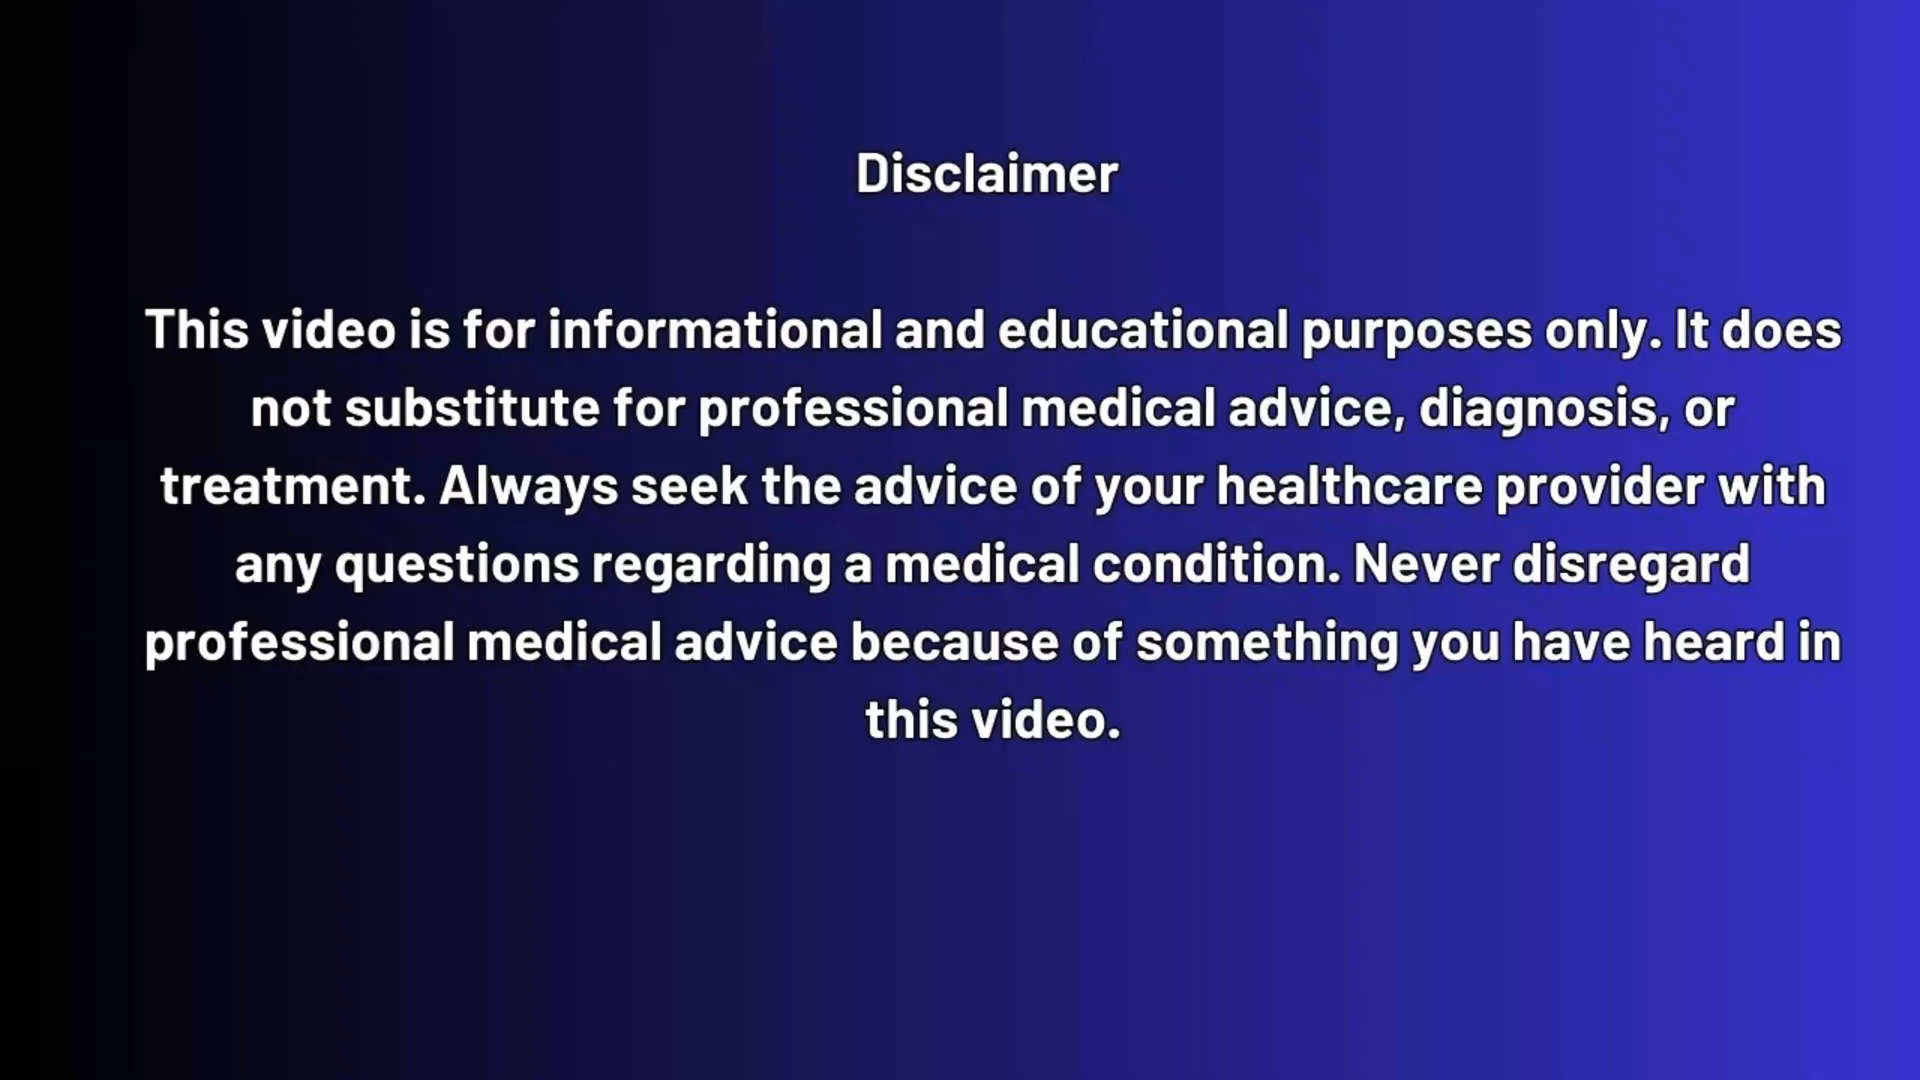 Disclaimer
This video is for informational and educational purposes only. It does
not substitute for professional medical advice, diagnosis, or
treatment. Always seek the advice of your healthcare provider with
any questions regarding a medical condition. Never disregard
professional medical advice because of something you have heard in
this video.